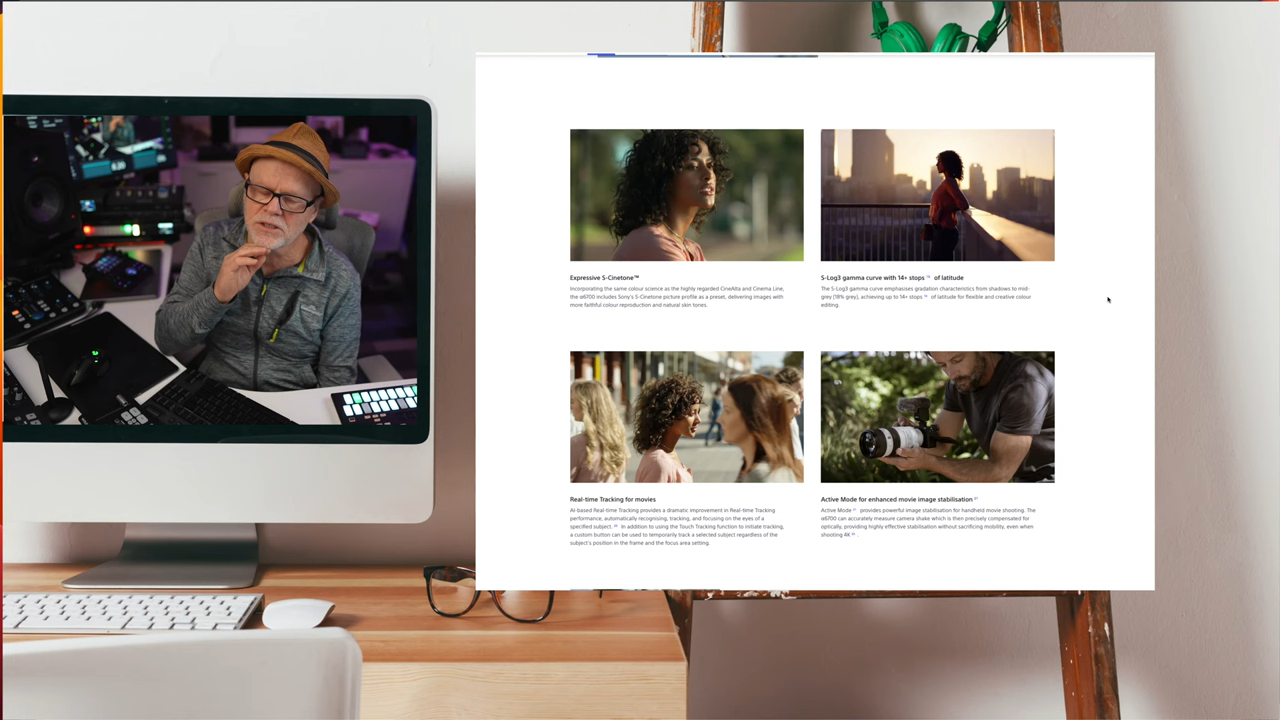 Expressive S-Cinetone™
Incorporating the same colour science as the highly regarded CineAlta and Cinema Line,
the α6700 includes Sony's S-Cinetone picture profile as a preset, delivering images with
more faithful colour reproduction and natural skin tones.
S-Log3 gamma curve with 14+ stops of latitude
The S-Log3 gamma curve emphasises gradation characteristics from shadows to mid-
grey (18% grey), achieving up to 14+ stops of latitude for flexible and creative colour
editing.
Real-time Tracking for movies
AI-based Real-time Tracking provides a dramatic improvement in Real-time Tracking
performance, automatically recognising, tracking, and focusing on the eyes of a
specified subject. In addition to using the Touch Tracking function to initiate tracking,
a custom button can be used to temporarily track a selected subject regardless of the
subject's position in the frame and the focus area setting.
Active Mode for enhanced movie image stabilisation
Active Mode provides powerful image stabilisation for handheld movie shooting. The
α6700 can accurately measure camera shake which is then precisely compensated for
optically, providing highly effective stabilisation without sacrificing mobility, even when
shooting 4K .